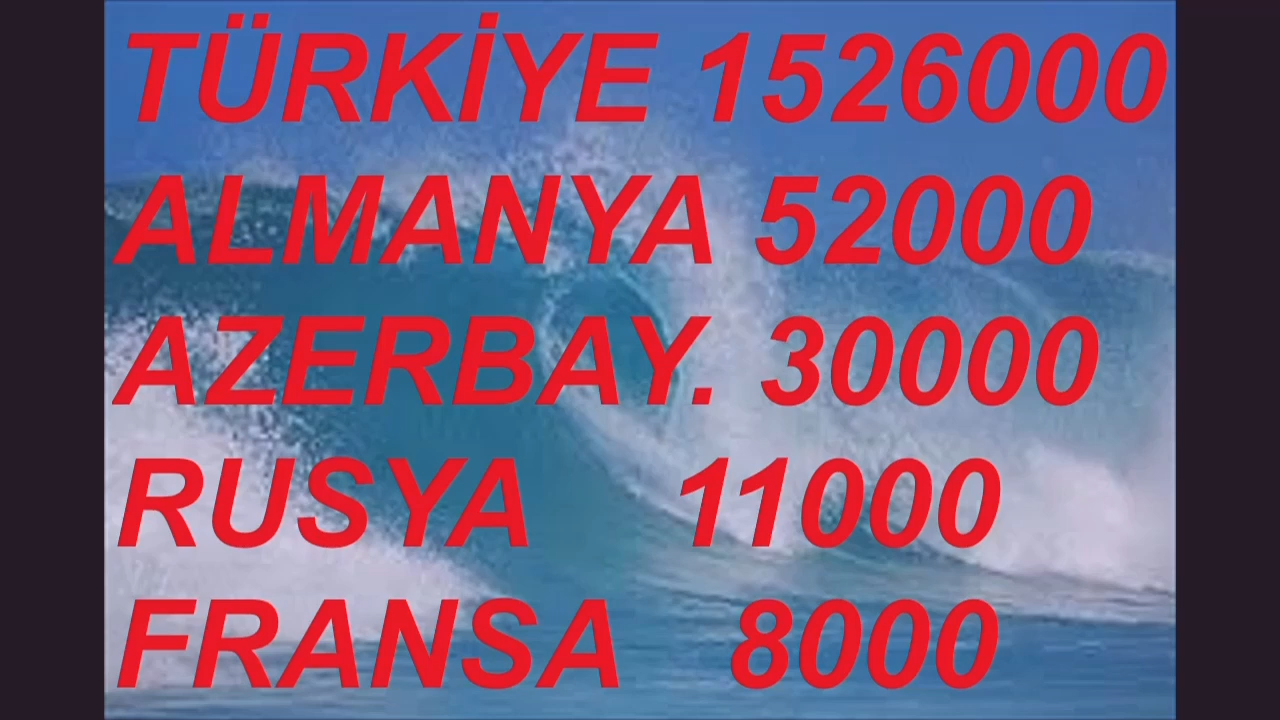 TÜRKİYE 1526000
ALMANYA 52000
AZERBAY. 30000
RUSYA 11000
FRANSA 8000